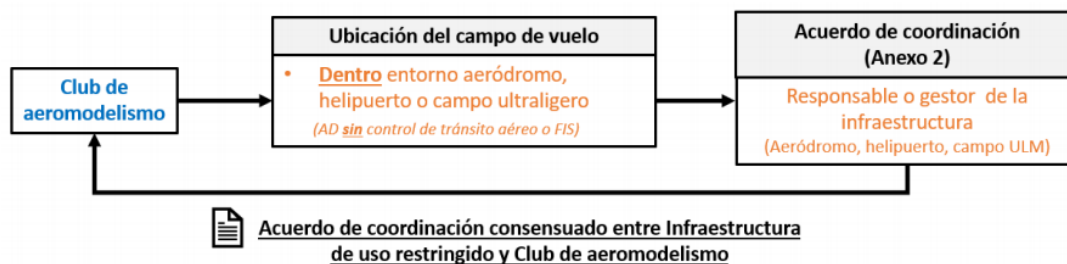 Club de
aeromodelismo
Ubicación del campo de vuelo
• Dentro entorno aeródromo,
helipuerto o campo ultraligero
(AD sin control de tránsito aéreo o FIS)
Acuerdo de coordinación
(Anexo 2)
Responsable o gestor de la
infraestructura
(Aeródromo, helipuerto, campo ULM)
Acuerdo de coordinación consensuado entre Infraestructura
de uso restringido y Club de aeromodelismo